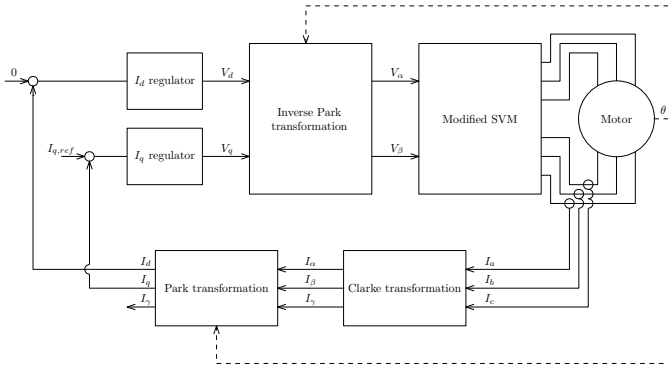 0
I_d regulator
V_d
Inverse Park
transformation
V_α
Modified SVM
Motor
θ
I_{q,ref}
I_q regulator
V_q
V_β
I_d
I_q
I_γ
Park transformation
I_α
I_β
I_γ
Clarke transformation
I_a
I_b
I_c